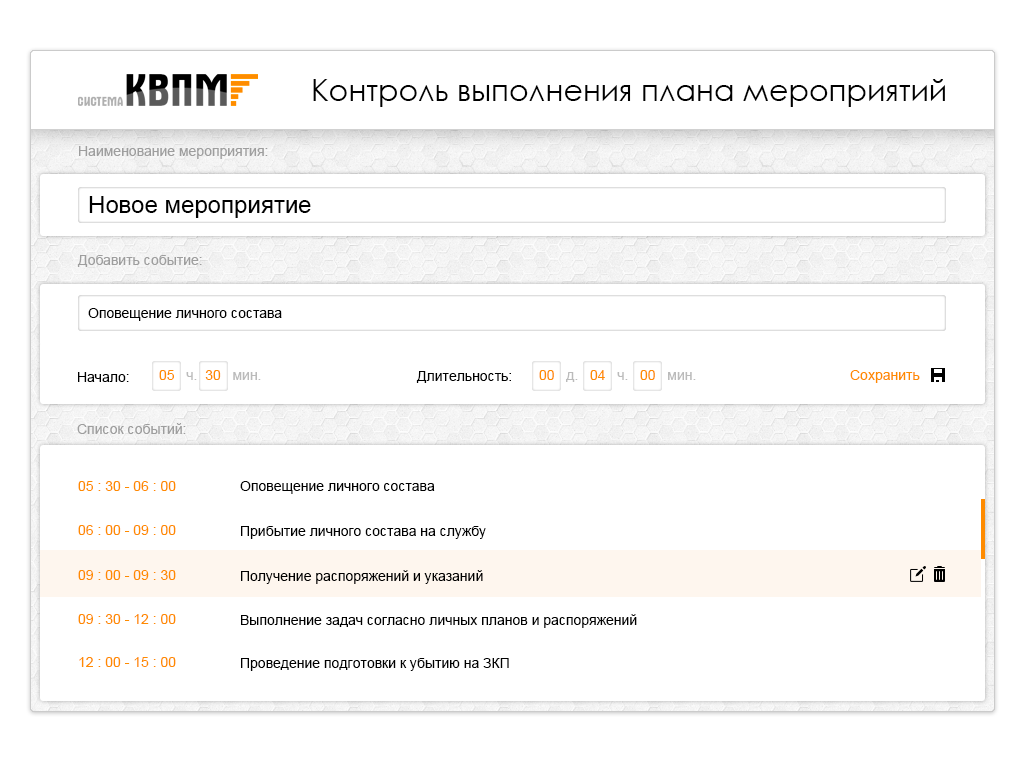 система КВПМ
Контроль выполнения плана мероприятий
Наименование мероприятия:
Новое мероприятие
Добавить событие:
Оповещение личного состава
Начало: 05 ч. 30 мин. Длительность: 00 д. 04 ч. 00 мин. Сохранить
Список событий:
05 : 30 - 06 : 00 Оповещение личного состава
06 : 00 - 09 : 00 Прибытие личного состава на службу
09 : 00 - 09 : 30 Получение распоряжений и указаний
09 : 30 - 12 : 00 Выполнение задач согласно личных планов и распоряжений
12 : 00 - 15 : 00 Проведение подготовки к убытию на ЗКП